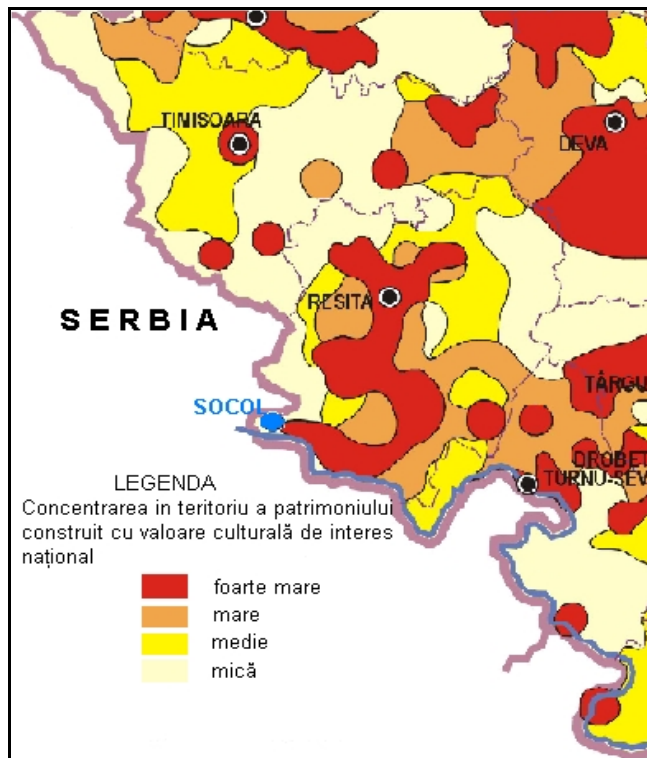 TIMISOARA
DEVA
RESITA
SERBIA
TÂRGU
SOCOL
DROBET
TURNU-SEV
LEGENDA
Concentrarea in teritoriu a patrimoniului
construit cu valoare culturală de interes
național
foarte mare
mare
medie
mică